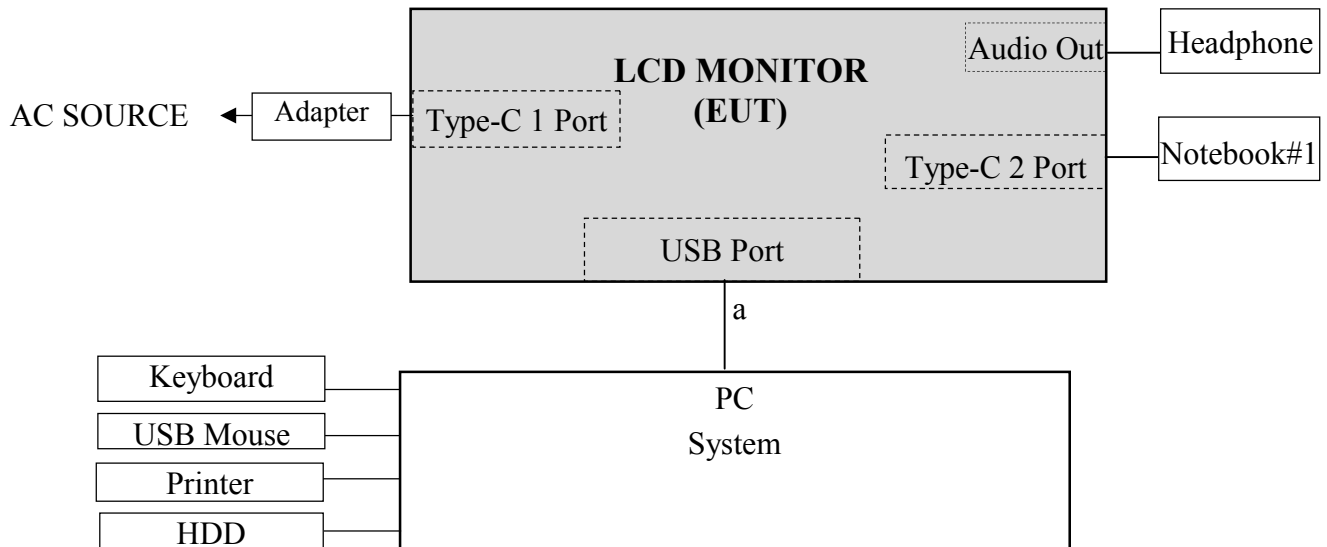 LCD MONITOR
(EUT)
Audio Out
Headphone
AC SOURCE
Adapter
Type-C 1 Port
Type-C 2 Port
Notebook#1
USB Port
a
Keyboard
USB Mouse
Printer
HDD
PC
System